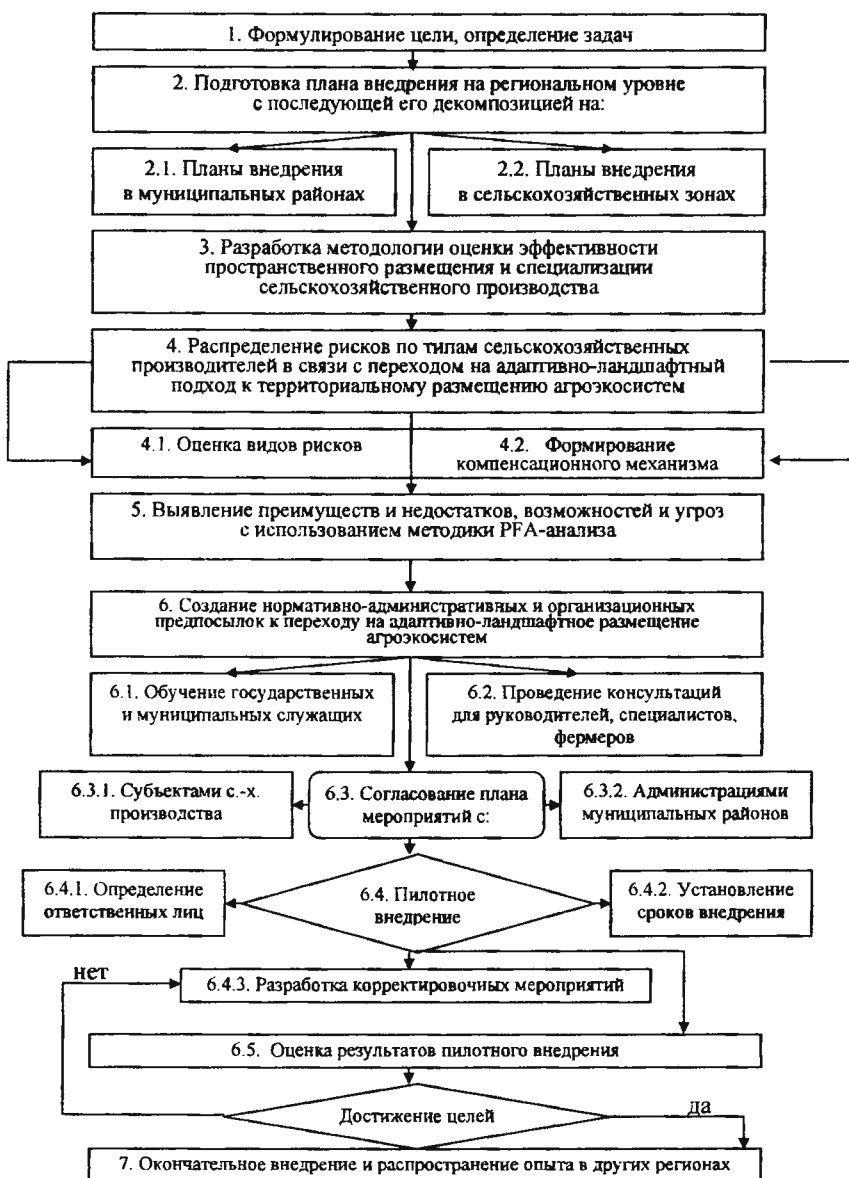 1. Формулирование цели, определение задач
2. Подготовка плана внедрения на региональном уровне
с последующей его декомпозицией на:
2.1. Планы внедрения
в муниципальных районах
2.2. Планы внедрения
в сельскохозяйственных зонах
3. Разработка методологии оценки эффективности
пространственного размещения и специализации
сельскохозяйственного производства
4. Распределение рисков по типам сельскохозяйственных
производителей в связи с переходом на адаптивно-ландшафтный
подход к территориальному размещению агроэкосистем
4.1. Оценка видов рисков
4.2. Формирование
компенсационного механизма
5. Выявление преимуществ и недостатков, возможностей и угроз
с использованием методики PFA-анализа
6. Создание нормативно-административных и организационных
предпосылок к переходу на адаптивно-ландшафтное размещение
агроэкосистем
6.1. Обучение государственных
и муниципальных служащих
6.2. Проведение консультаций
для руководителей, специалистов,
фермеров
6.3.1. Субъектами с.-х.
производства
6.3. Согласование плана
мероприятий с:
6.3.2. Администрациями
муниципальных районов
6.4.1. Определение
ответственных лиц
6.4. Пилотное
внедрение
6.4.2. Установление
сроков внедрения
нет
6.4.3. Разработка корректировочных мероприятий
6.5. Оценка результатов пилотного внедрения
Достижение целей
да
7. Окончательное внедрение и распространение опыта в других регионах